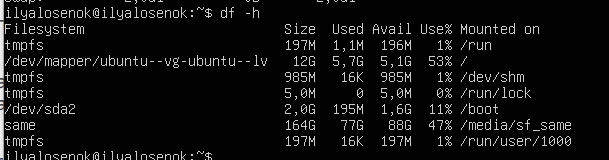 ilyalosenok@ilyalosenok:~$ df -h
Filesystem Size Used Avail Use% Mounted on
tmpfs 197M 1,1M 196M 1% /run
/dev/mapper/ubuntu--vg-ubuntu--lv 12G 5,7G 5,1G 53% /
tmpfs 985M 16K 985M 1% /dev/shm
tmpfs 5,0M 0 5,0M 0% /run/lock
/dev/sda2 2,0G 195M 1,6G 11% /boot
same 164G 77G 88G 47% /media/sf_same
tmpfs 197M 16K 197M 1% /run/user/1000
ilyalosenok@ilyalosenok:~$